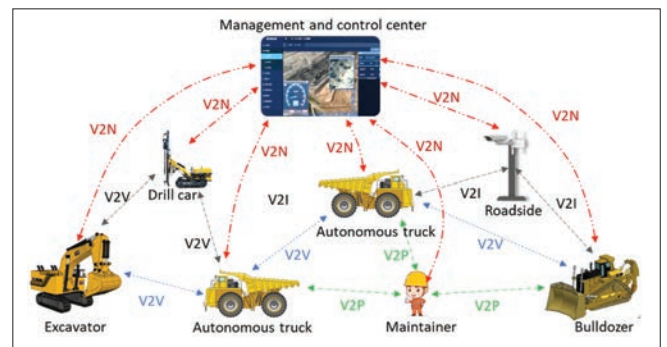 Management and control center
V2N
V2N
V2N
V2N
V2N
V2N
V2N
V2V
Drill car
V2I
V2I
V2I
Roadside
V2V
Autonomous truck
V2V
V2V
V2P
V2V
V2P
V2P
Excavator
Autonomous truck
Maintainer
Bulldozer